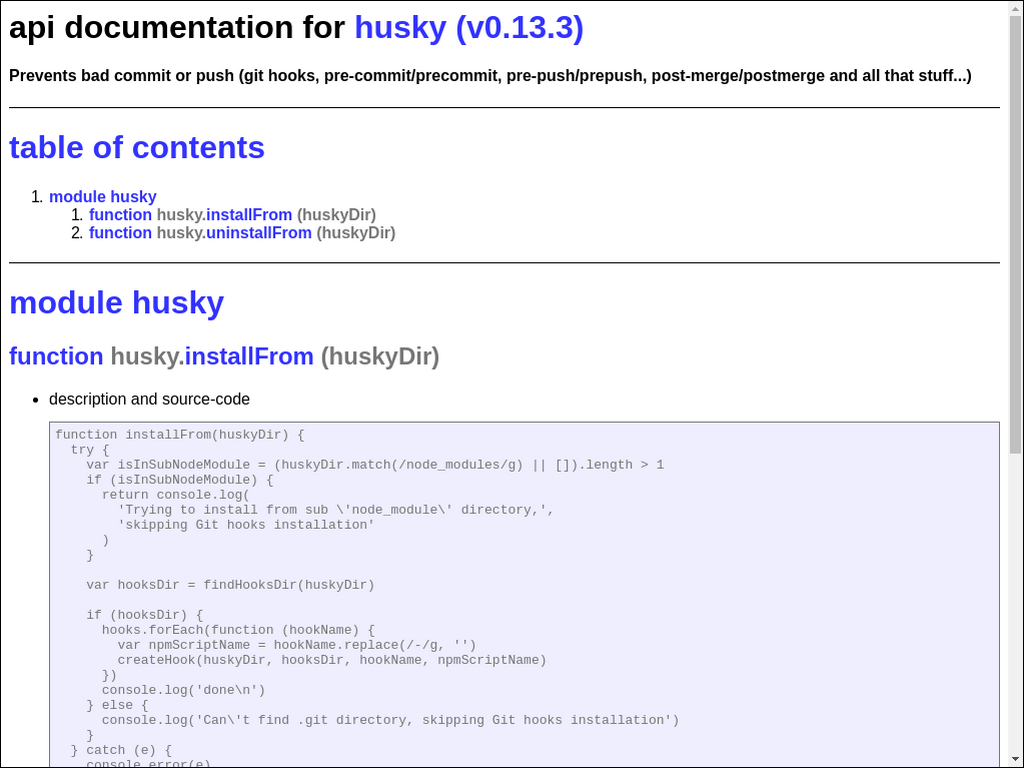 api documentation for husky (v0.13.3)
Prevents bad commit or push (git hooks, pre-commit/precommit, pre-push/prepush, post-merge/postmerge and all that stuff...)
table of contents
1. module husky
1. function husky.installFrom (huskyDir)
2. function husky.uninstallFrom (huskyDir)
module husky
function husky.installFrom (huskyDir)
• description and source-code
function installFrom(huskyDir) {
  try {
    var isInSubNodeModule = (huskyDir.match(/node_modules/g) || []).length > 1
    if (isInSubNodeModule) {
      return console.log(
        'Trying to install from sub \'node_module\' directory,',
        'skipping Git hooks installation'
      )
    }
    var hooksDir = findHooksDir(huskyDir)
    if (hooksDir) {
      hooks.forEach(function (hookName) {
        var npmScriptName = hookName.replace(/-/g, '')
        createHook(huskyDir, hooksDir, hookName, npmScriptName)
      })
      console.log('done\n')
    } else {
      console.log('Can\'t find .git directory, skipping Git hooks installation')
    }
  } catch (e) {
    console.error(e)